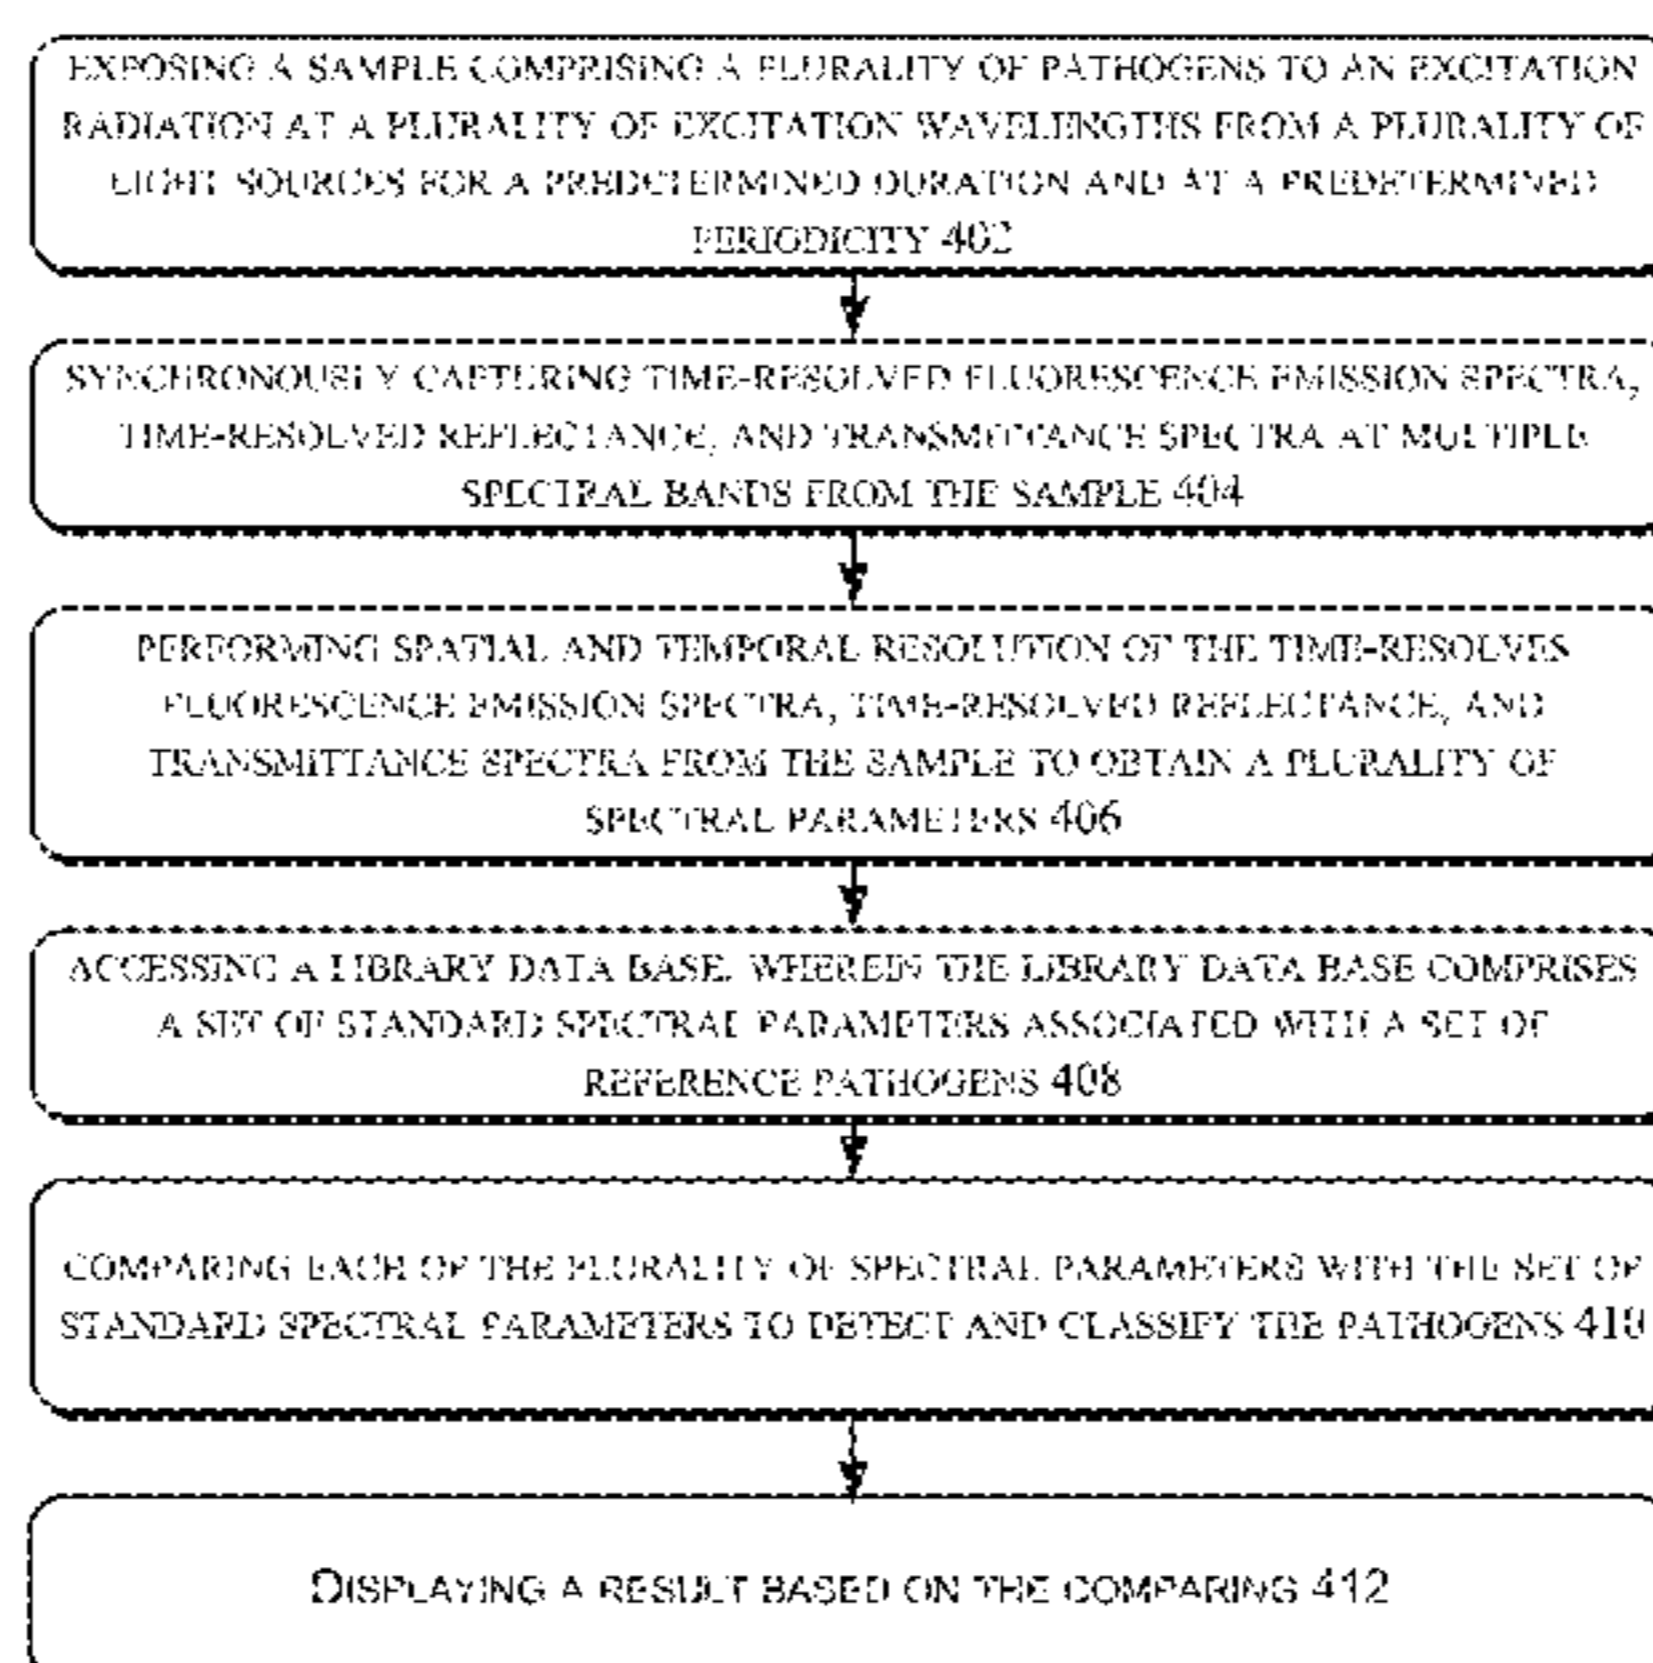 EXPOSING A SAMPLE COMPRISING A PLURALITY OF PATHOGENS TO AN EXCITATION
RADIATION AT A PLURALITY OF EXCITATION WAVELENGTHS FROM A PLURALITY OF
LIGHT SOURCES FOR A PREDETERMINED DURATION AND AT A PREDETERMINED
PERIODICITY 402
SYNCHRONOUSLY CAPTURING TIME-RESOLVED FLUORESCENCE EMISSION SPECTRA,
TIME-RESOLVED REFLECTANCE, AND TRANSMITTANCE SPECTRA AT MULTIPLE
SPECTRAL BANDS FROM THE SAMPLE 404
PERFORMING SPATIAL AND TEMPORAL RESOLUTION OF THE TIME-RESOLVES
FLUORESCENCE EMISSION SPECTRA, TIME-RESOLVED REFLECTANCE, AND
TRANSMITTANCE SPECTRA FROM THE SAMPLE TO OBTAIN A PLURALITY OF
SPECTRAL PARAMETERS 406
ACCESSING A LIBRARY DATA BASE, WHEREIN THE LIBRARY DATA BASE COMPRISES
A SET OF STANDARD SPECTRAL PARAMETERS ASSOCIATED WITH A SET OF
REFERENCE PATHOGENS 408
COMPARING EACH OF THE PLURALITY OF SPECTRAL PARAMETERS WITH THE SET OF
STANDARD SPECTRAL PARAMETERS TO DETECT AND CLASSIFY THE PATHOGENS 410
DISPLAYING A RESULT BASED ON THE COMPARING 412